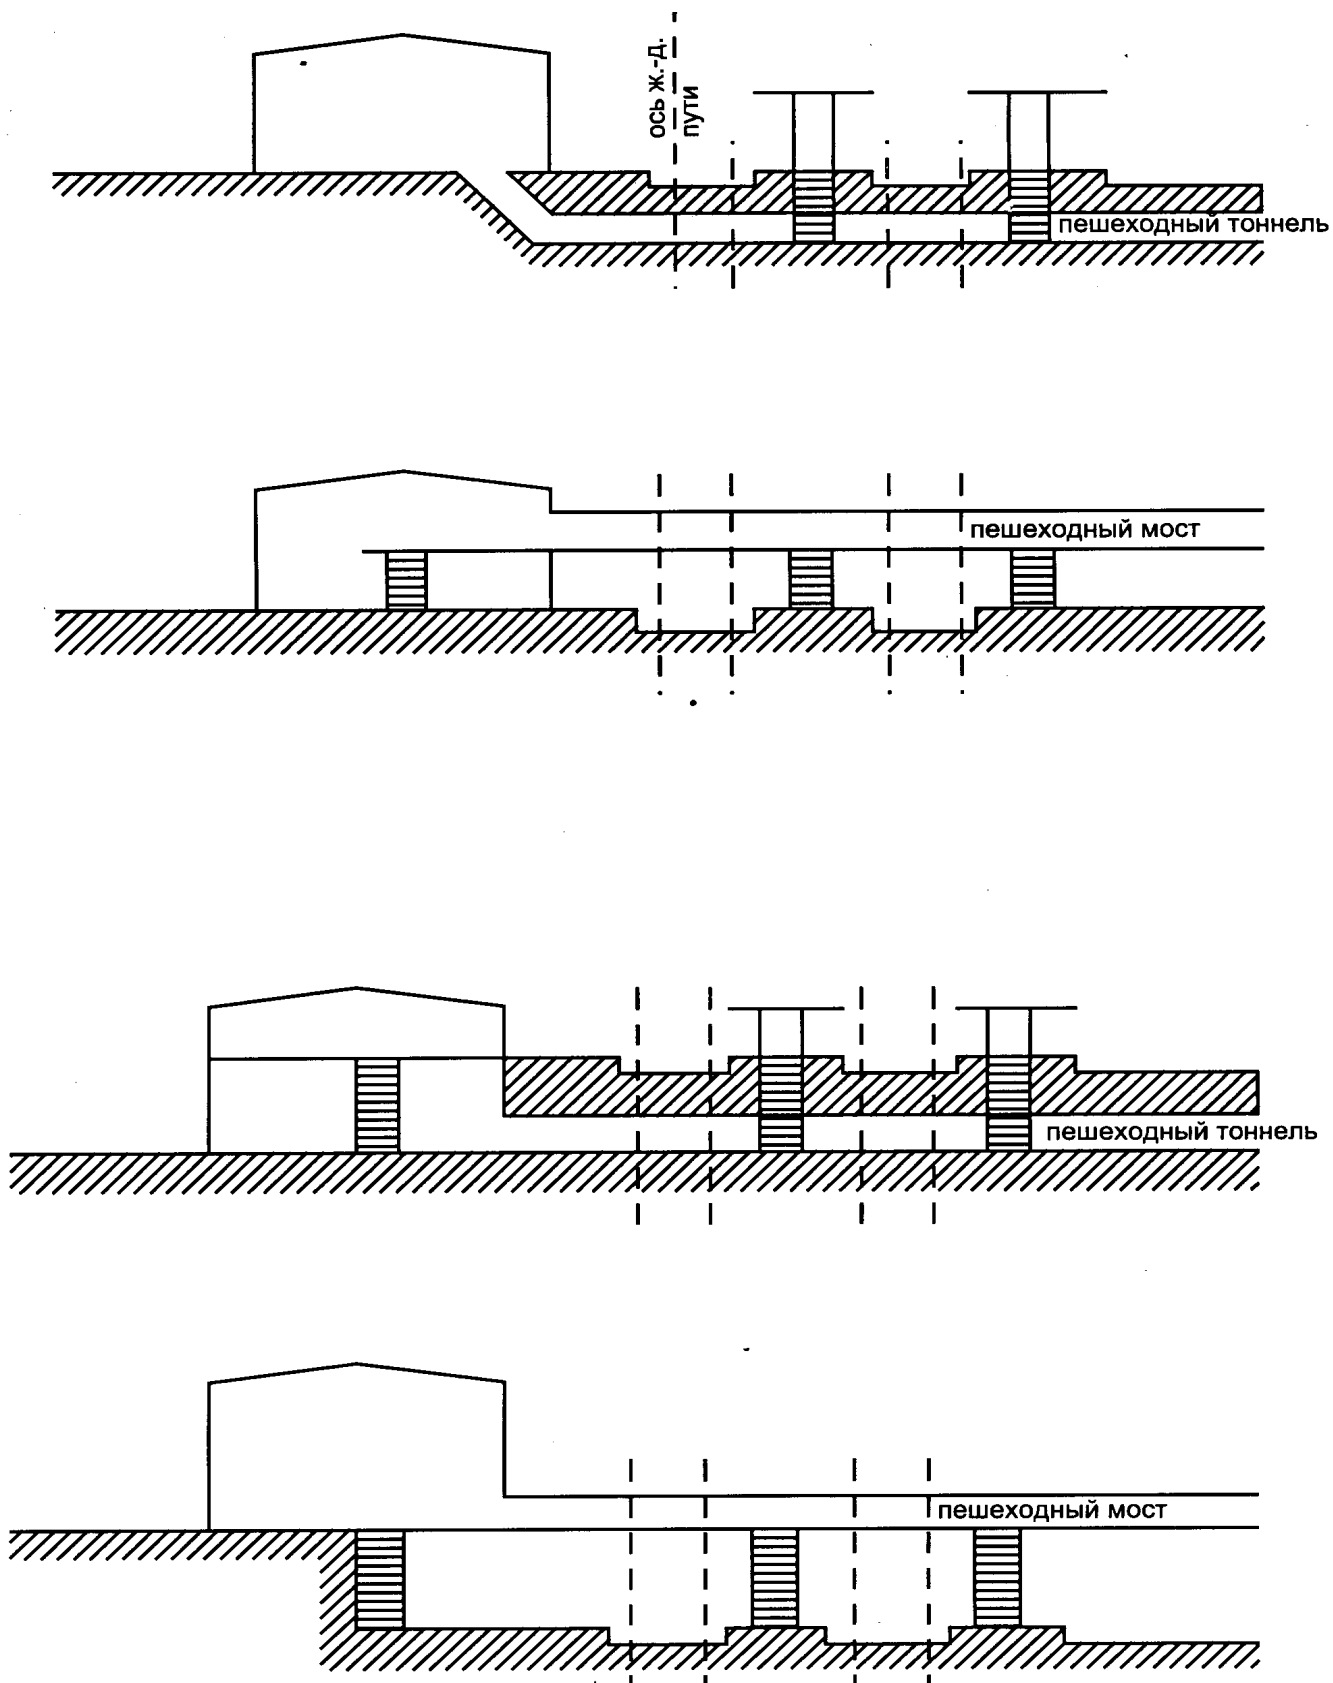 ось ж.-д.
пути
пешеходный тоннель
пешеходный мост
пешеходный тоннель
пешеходный мост